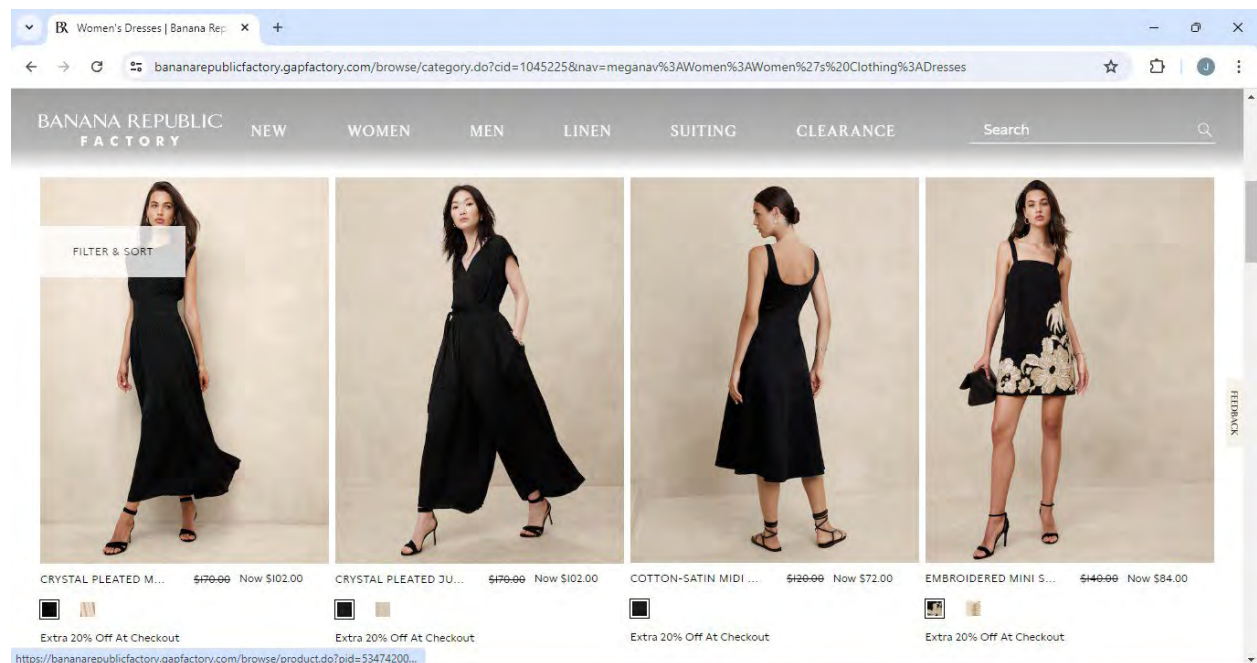 BR Women's Dresses | Banana Rep
bananarepublicfactory.gapfactory.com/browse/category.do?cid=1045225&nav=meganav%3AWomen%3AWomen%27s%20Clothing%3ADresses
J
BANANA REPUBLIC
FACTORY
NEW WOMEN MEN LINEN SUITING CLEARANCE Search
FILTER & SORT
FEEDBACK
CRYSTAL PLEATED M... $170.00 Now $102.00
CRYSTAL PLEATED JU... $170.00 Now $102.00
COTTON-SATIN MIDI ... $120.00 Now $72.00
EMBROIDERED MINI S... $140.00 Now $84.00
Extra 20% Off At Checkout
Extra 20% Off At Checkout
Extra 20% Off At Checkout
Extra 20% Off At Checkout
https://bananarepublicfactory.gapfactory.com/browse/product.do?pid=53474200...